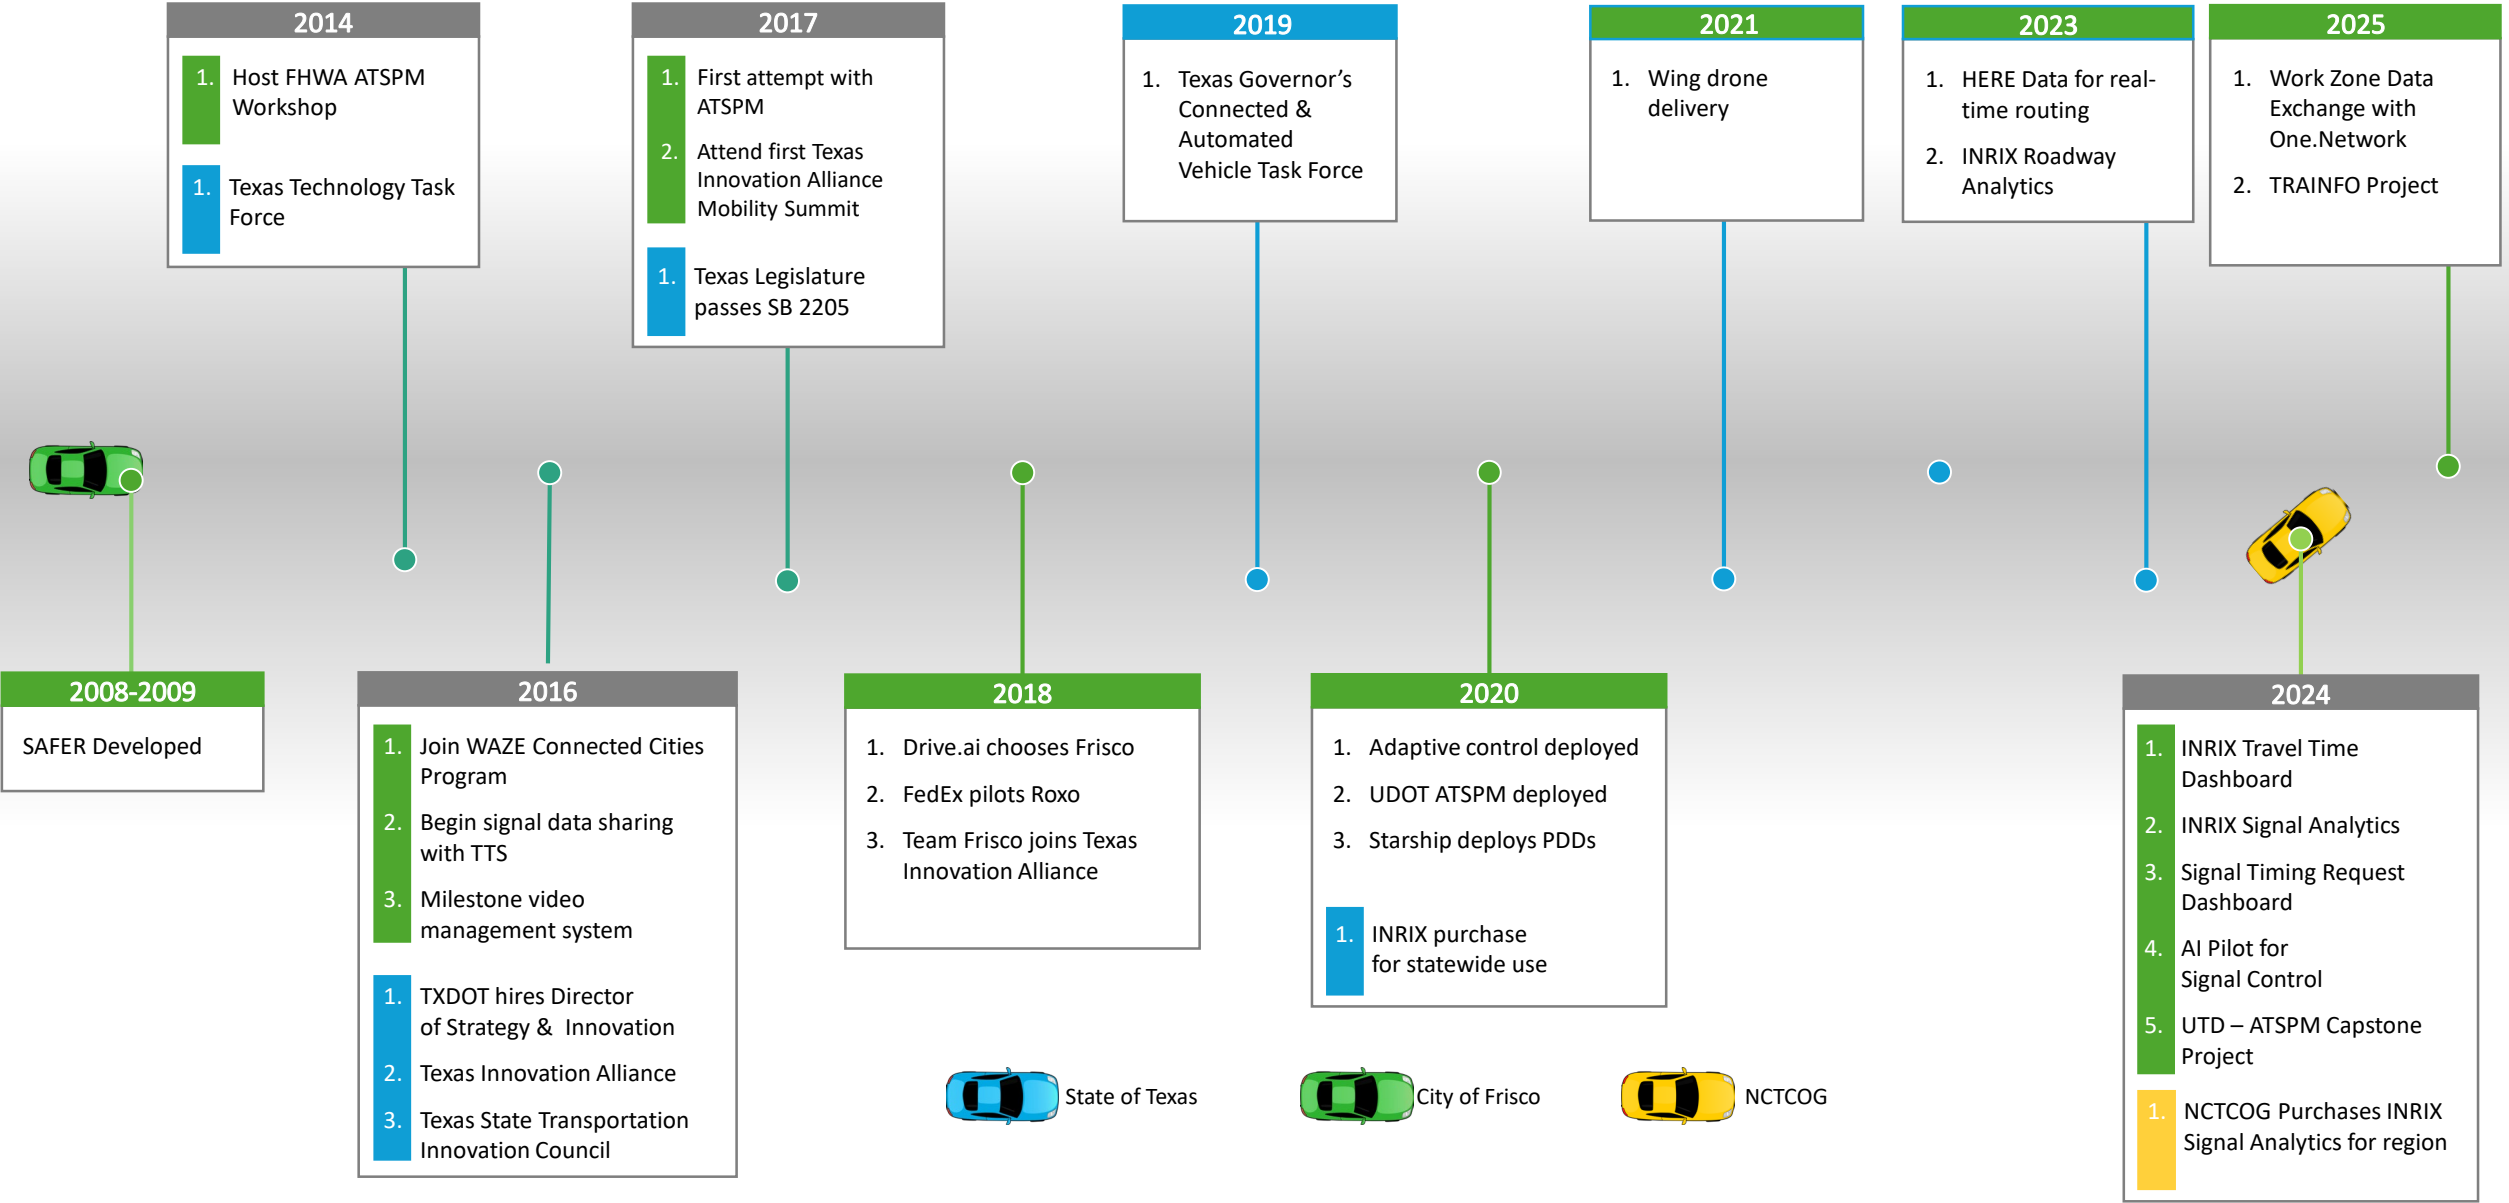 2014
1. Host FHWA ATSPM
Workshop
1. Texas Technology Task
Force
2017
1. First attempt with
ATSPM
2. Attend first Texas
Innovation Alliance
Mobility Summit
1. Texas Legislature
passes SB 2205
2019
1. Texas Governor’s
Connected &
Automated
Vehicle Task Force
2021
1. Wing drone
delivery
2023
1. HERE Data for real-
time routing
2. INRIX Roadway
Analytics
2025
1. Work Zone Data
Exchange with
One.Network
2. TRAINFO Project
2008-2009
SAFER Developed
2016
1. Join WAZE Connected Cities
Program
2. Begin signal data sharing
with TTS
3. Milestone video
management system
1. TXDOT hires Director
of Strategy & Innovation
2. Texas Innovation Alliance
3. Texas State Transportation
Innovation Council
2018
1. Drive.ai chooses Frisco
2. FedEx pilots Roxo
3. Team Frisco joins Texas
Innovation Alliance
2020
1. Adaptive control deployed
2. UDOT ATSPM deployed
3. Starship deploys PDDs
1. INRIX purchase
for statewide use
2024
1. INRIX Travel Time
Dashboard
2. INRIX Signal Analytics
3. Signal Timing Request
Dashboard
4. AI Pilot for
Signal Control
5. UTD – ATSPM Capstone
Project
1. NCTCOG Purchases INRIX
Signal Analytics for region
State of Texas
City of Frisco
NCTCOG